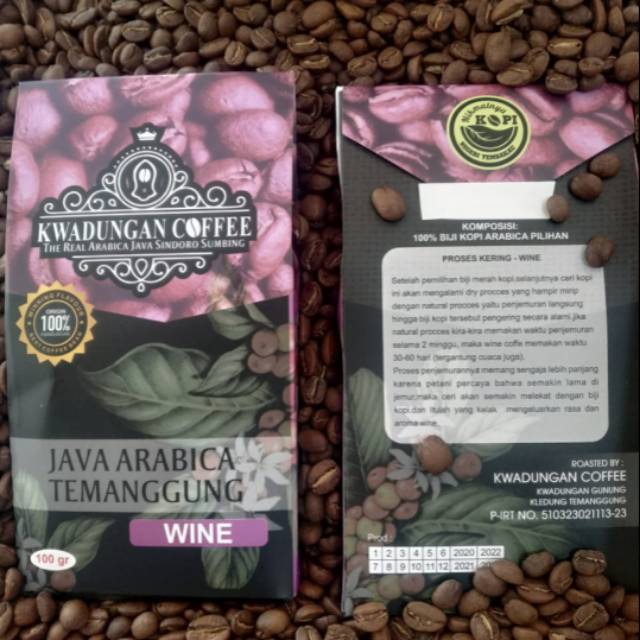 KWADUNGAN COFFEE
THE REAL ARABICA JAVA SINDORO SUMBING
ORIGIN
100%
JAVA ARABICA
TEMANGGUNG
WINE
100 gr
Nikmatnya
KOPI
KOMPOSISI:
100% BIJI KOPI ARABICA PILIHAN
PROSES KERING - WINE
Setelah pemilihan biji merah kopi,selanjutnya ceri kopi
ini akan mengalami dry procces yang hampir mirip
dengan natural proces yaitu penjemuran langsung
hingga biji kopi tersebut pengering secara alami.jika
natural procces kira-kira memakan waktu penjemuran
selama 2 minggu, maka wine coffe memakan waktu
30-60 hari (tergantung cuaca juga).
Proses penjemurannya memang sengaja lebih panjang
karena petani percaya bahwa semakin lama di
jemur,maka ceri akan semakin melekat dengan biji
kopi,dan itulah yang kelak mengeluarkan rasa dan
aroma wine.
ROASTED BY :
KWADUNGAN COFFEE
KWADUNGAN GUNUNG
KLEDUNG TEMANGGUNG
P-IRT NO. 510323021113-23
Prod
1 2 3 4 5 6 2020 2022
7 8 9 10 11 12 2021